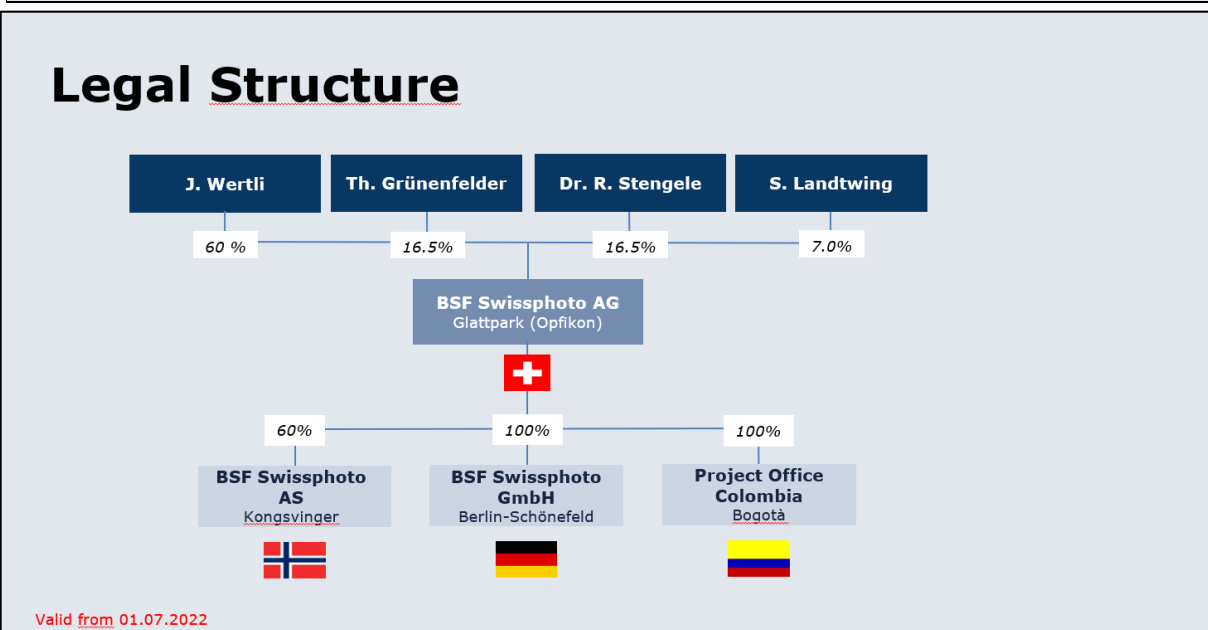 Legal Structure
J. Wertli
Th. Grünenfelder
Dr. R. Stengele
S. Landtwing
60 %
16.5%
16.5%
7.0%
BSF Swissphoto AG
Glattpark (Opfikon)
60%
100%
100%
BSF Swissphoto
AS
Kongsvinger
BSF Swissphoto
GmbH
Berlin-Schönefeld
Project Office
Colombia
Bogotà
Valid from 01.07.2022